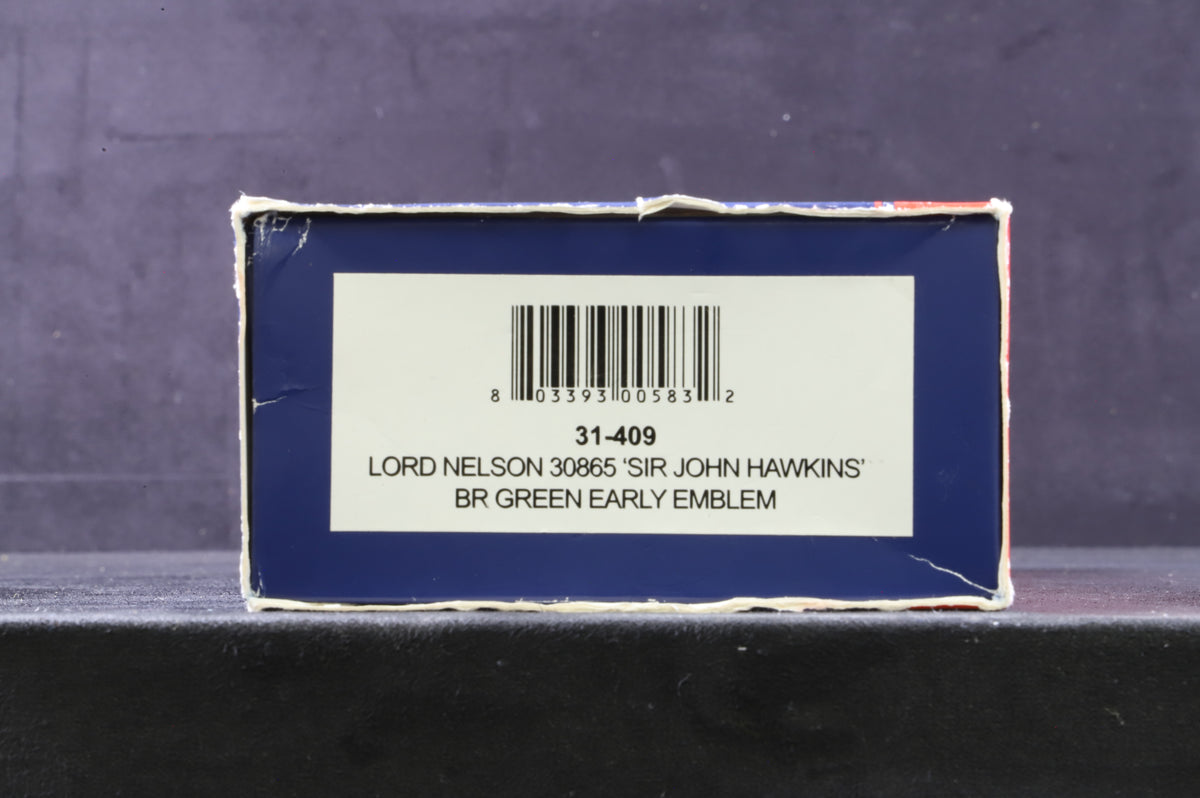 8 03393 00583 2
31-409
LORD NELSON 30865 ‘SIR JOHN HAWKINS’
BR GREEN EARLY EMBLEM